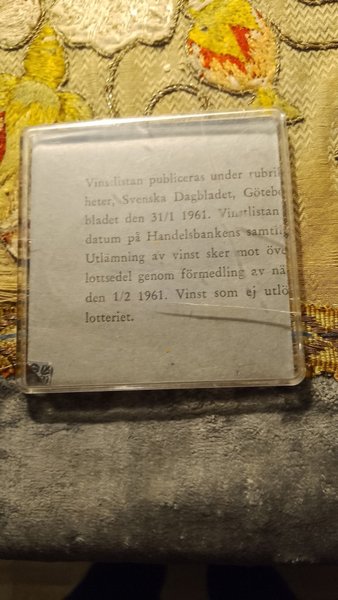 Vinstlistan publiceras under rubri
heter, Svenska Dagbladet, Götebo
bladet den 31/1 1961. Vinstlistan
datum på Handelsbankens samtli
Utlämning av vinst sker mot öve
lottsedel genom förmedling av nä
den 1/2 1961. Vinst som ej utlö
lotteriet.